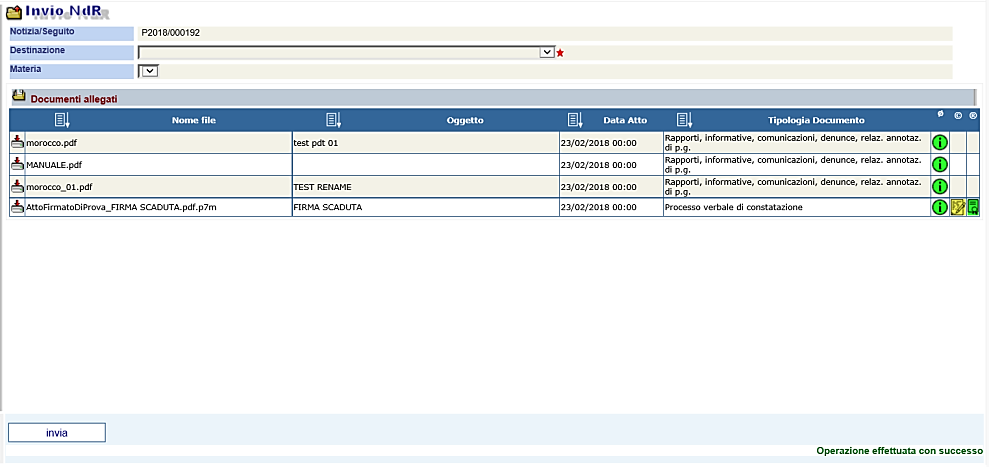 Invio NdR
Notizia/Seguito P2018/000192
Destinazione
Materia
Documenti allegati
Nome file Oggetto Data Atto Tipologia Documento ø © ®
morocco.pdf test pdt 01 23/02/2018 00:00 Rapporti, informative, comunicazioni, denunce, relaz. annotaz.
di p.g.
MANUALE.pdf 23/02/2018 00:00 Rapporti, informative, comunicazioni, denunce, relaz. annotaz.
di p.g.
morocco_01.pdf TEST RENAME 23/02/2018 00:00 Rapporti, informative, comunicazioni, denunce, relaz. annotaz.
di p.g.
AttoFirmatoDiProva_FIRMA SCADUTA.pdf.p7m FIRMA SCADUTA 23/02/2018 00:00 Processo verbale di constatazione
invia
Operazione effettuata con successo